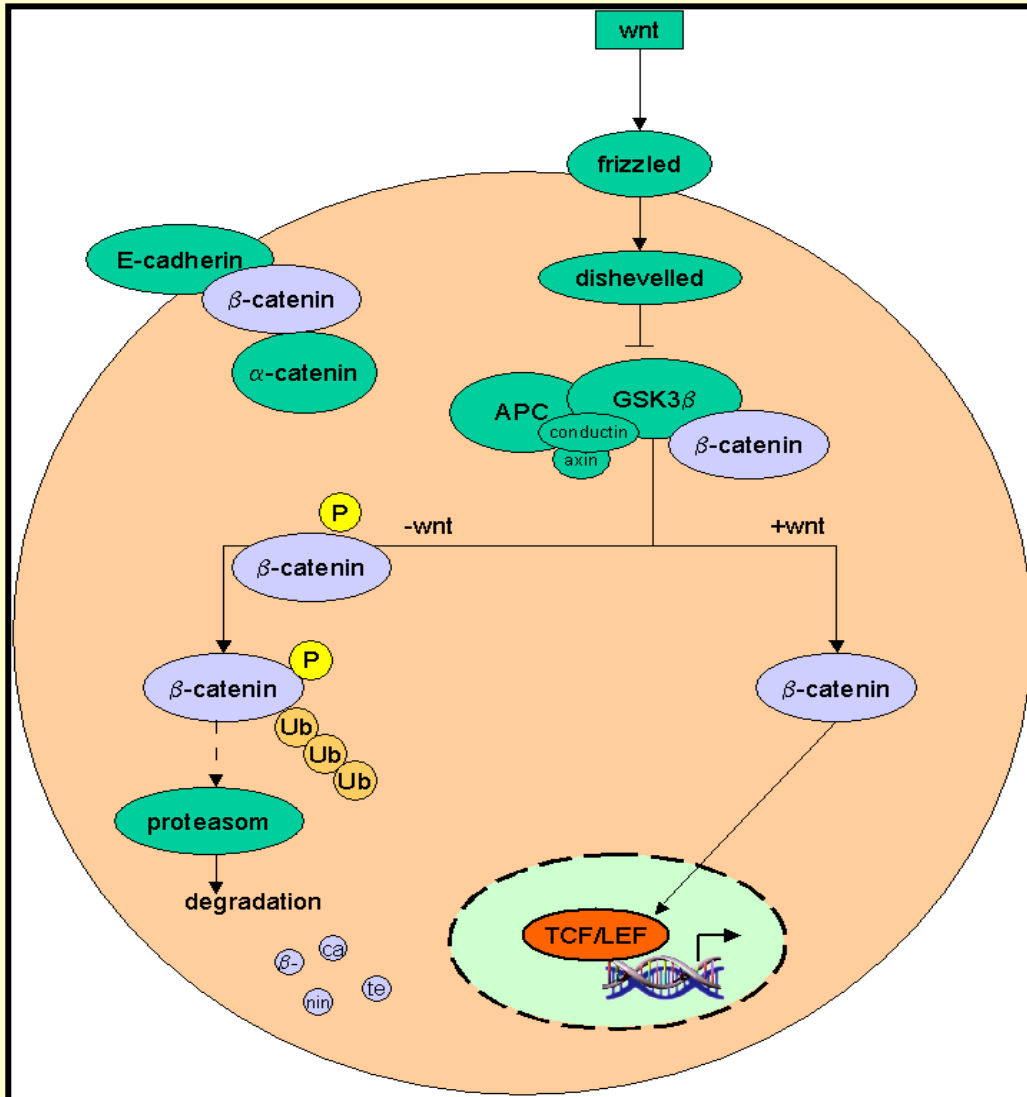 wnt
frizzled
E-cadherin
β-catenin
α-catenin
dishevelled
APC
GSK3β
conductin
axin
β-catenin
-wnt
+wnt
P
β-catenin
β-catenin
P
Ub
Ub
Ub
β-catenin
proteasom
degradation
β-
ca
te
nin
TCF/LEF